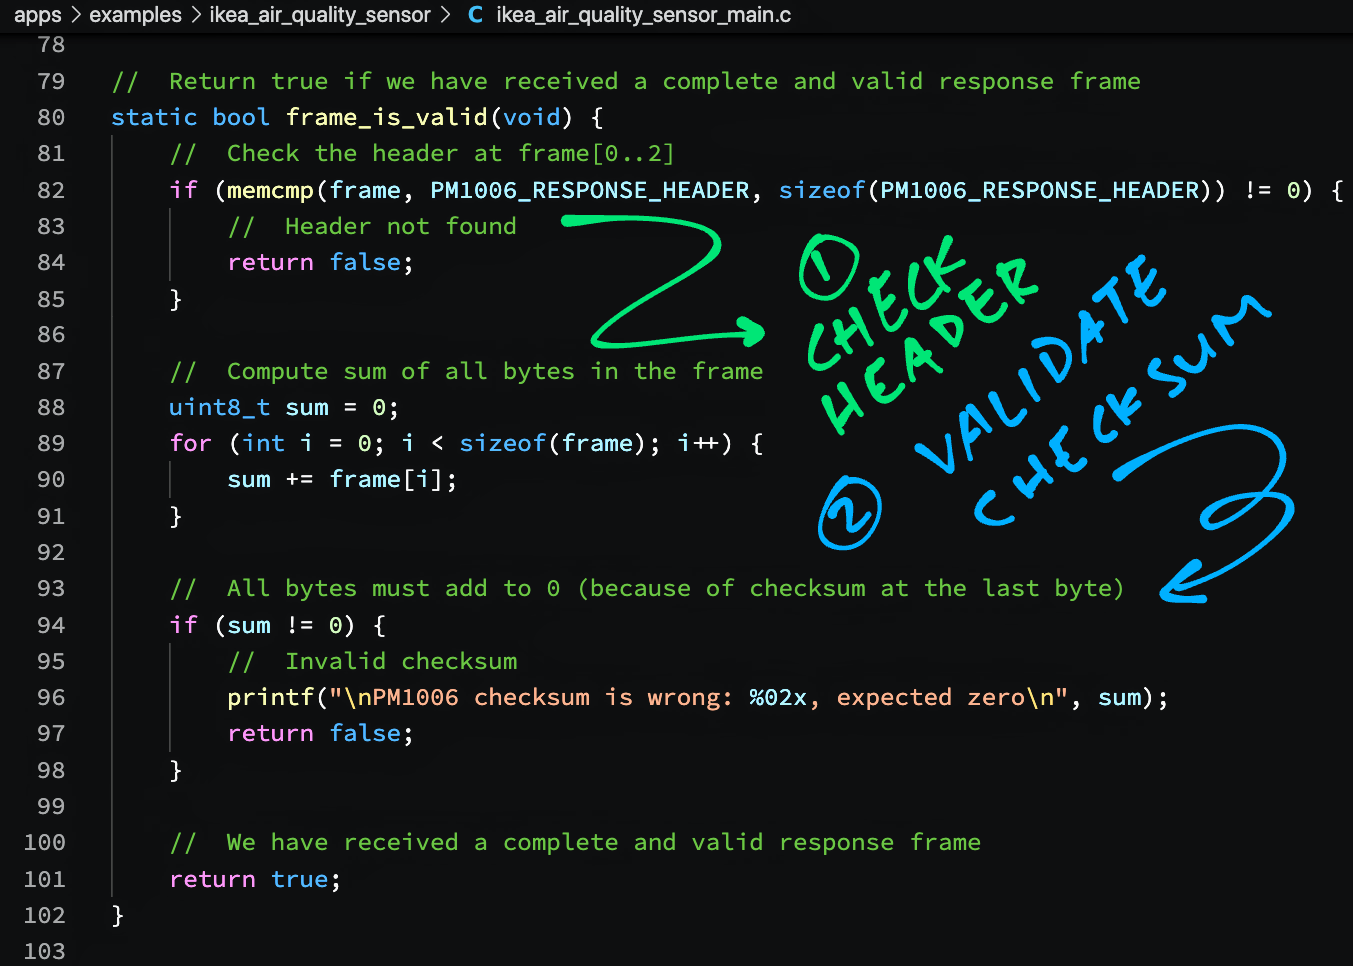 apps > examples > ikea_air_quality_sensor > C ikea_air_quality_sensor_main.c
78
79 // Return true if we have received a complete and valid response frame
80 static bool frame_is_valid(void) {
81 // Check the header at frame[0..2]
82 if (memcmp(frame, PM1006_RESPONSE_HEADER, sizeof(PM1006_RESPONSE_HEADER)) != 0) {
83 // Header not found
84 return false;
85 }
86
87 // Compute sum of all bytes in the frame
88 uint8_t sum = 0;
89 for (int i = 0; i < sizeof(frame); i++) {
90 sum += frame[i];
91 }
92
93 // All bytes must add to 0 (because of checksum at the last byte)
94 if (sum != 0) {
95 // Invalid checksum
96 printf("\nPM1006 checksum is wrong: %02x, expected zero\n", sum);
97 return false;
98 }
99
100 // We have received a complete and valid response frame
101 return true;
102 }
103
1
CHECK
HEADER
2
VALIDATE
CHECKSUM